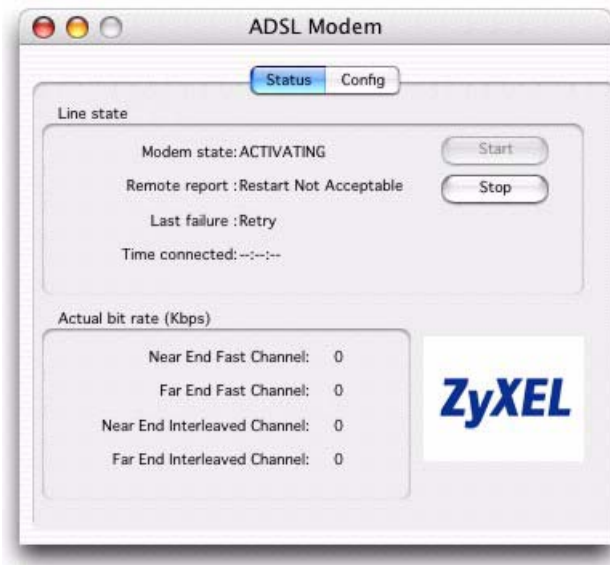 ADSL Modem
Status Config
Line state
Modem state:ACTIVATING
Start
Remote report :Restart Not Acceptable
Stop
Last failure :Retry
Time connected:--:--:--
Actual bit rate (Kbps)
Near End Fast Channel: 0
Far End Fast Channel: 0
Near End Interleaved Channel: 0
Far End Interleaved Channel: 0
ZyXEL